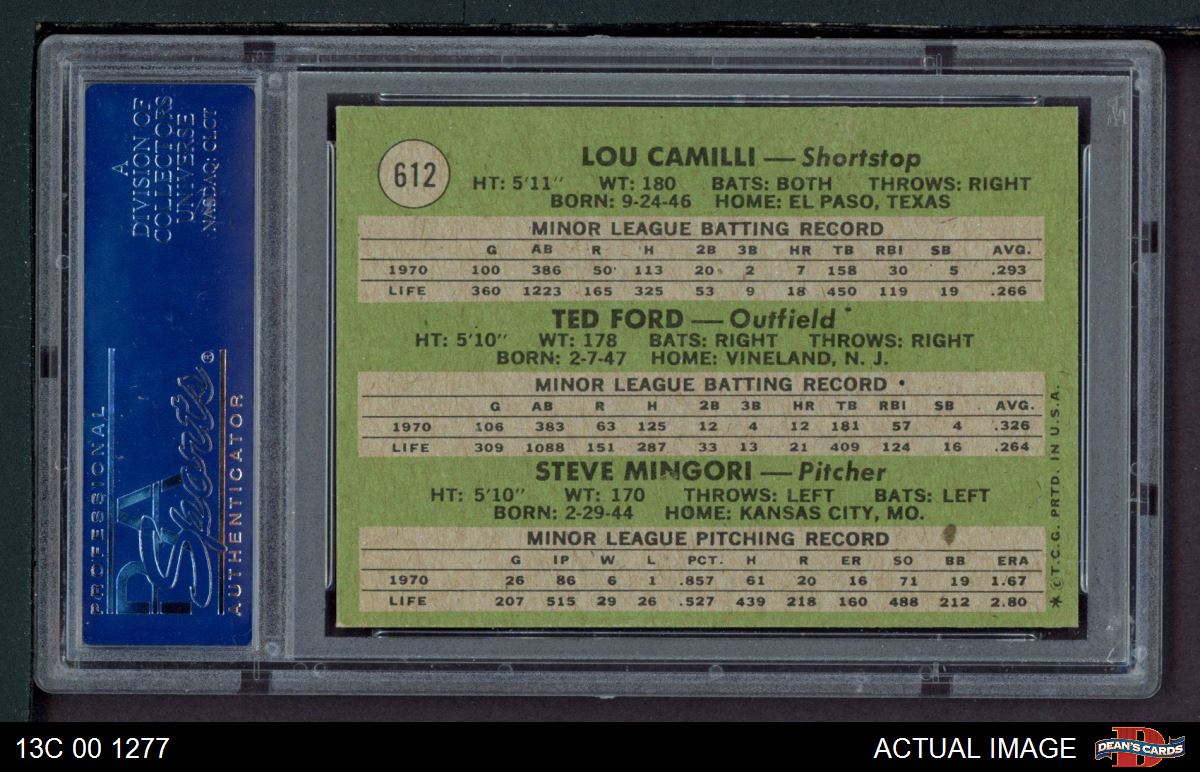 A
DIVISION OF
COLLECTORS
UNIVERSE
NASDAQ: CLCT
PROFESSIONAL
PSA
Sports®
AUTHENTICATOR
612
LOU CAMILLI — Shortstop
HT: 5'11" WT: 180 BATS: BOTH THROWS: RIGHT
BORN: 9-24-46 HOME: EL PASO, TEXAS
MINOR LEAGUE BATTING RECORD
G AB R H 2B 3B HR TB RBI SB AVG.
1970 100 386 50 113 20 2 7 158 30 5 .293
LIFE 360 1223 165 325 53 9 18 450 119 19 .266
TED FORD — Outfield
HT: 5'10" WT: 178 BATS: RIGHT THROWS: RIGHT
BORN: 2-7-47 HOME: VINELAND, N. J.
MINOR LEAGUE BATTING RECORD
G AB R H 2B 3B HR TB RBI SB AVG.
1970 106 383 63 125 12 4 12 181 57 4 .326
LIFE 309 1088 151 287 33 13 21 409 124 16 .264
STEVE MINGORI — Pitcher
HT: 5'10" WT: 170 THROWS: LEFT BATS: LEFT
BORN: 2-29-44 HOME: KANSAS CITY, MO.
MINOR LEAGUE PITCHING RECORD
G IP W L PCT. H R ER SO BB ERA
1970 26 86 6 1 .857 61 20 16 71 19 1.67
LIFE 207 515 29 26 .527 439 218 160 488 212 2.80
* ©T.C.G. PRTD. IN U.S.A.
13C 00 1277
ACTUAL IMAGE
DEAN'S CARDS